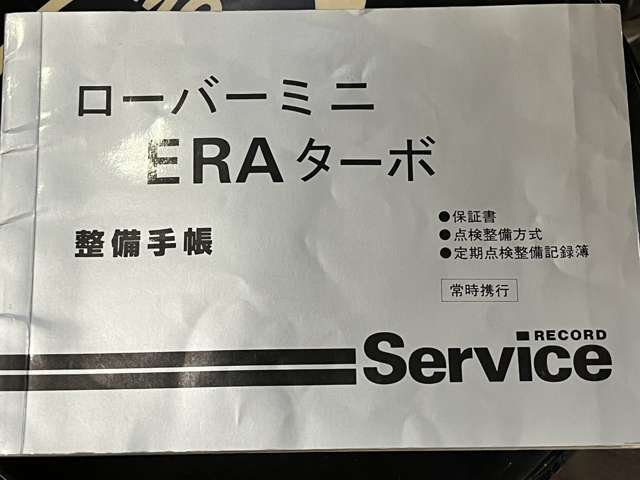 ローバーミニ
ERAターボ
整備手帳
●保証書
●点検整備方式
●定期点検整備記録簿
常時携行
RECORD
Service